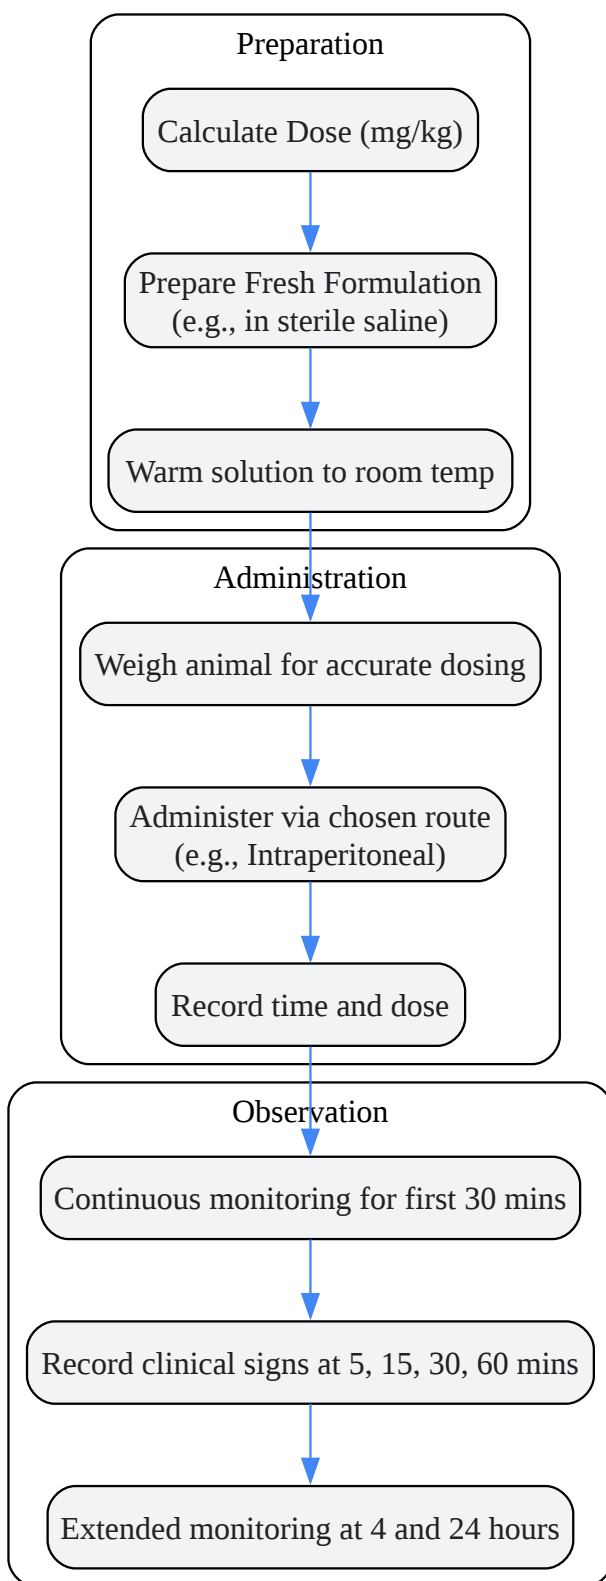 Preparation
Calculate Dose (mg/kg)
Prepare Fresh Formulation
(e.g., in sterile saline)
Warm solution to room temp
Administration
Weigh animal for accurate dosing
Administer via chosen route
(e.g., Intraperitoneal)
Record time and dose
Observation
Continuous monitoring for first 30 mins
Record clinical signs at 5, 15, 30, 60 mins
Extended monitoring at 4 and 24 hours